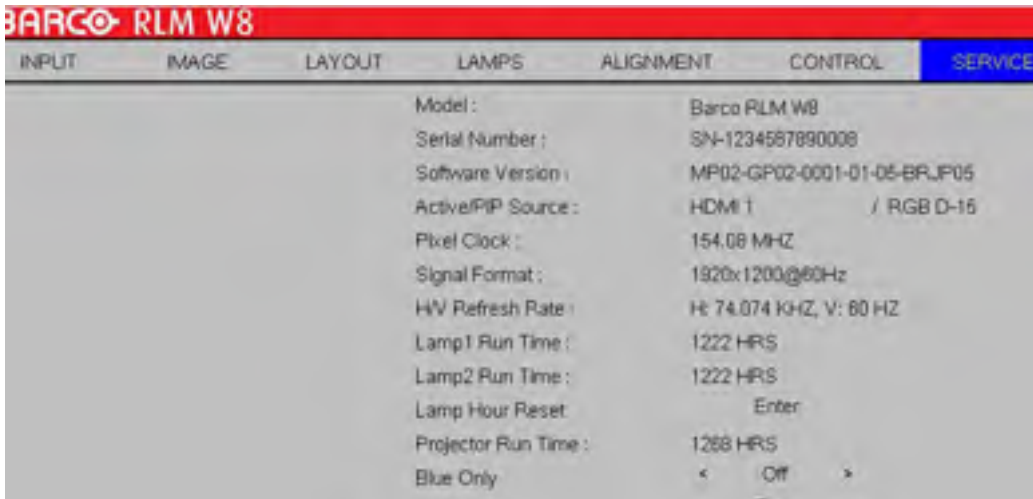 BARCO RLM W8
INPUT IMAGE LAYOUT LAMPS ALIGNMENT CONTROL SERVICE
Model : Barco RLM W8
Serial Number : SN-1234567890008
Software Version : MP02-GP02-0001-01-05-BRJP05
Active/PIP Source : HDMI 1 / RGB D-15
Pixel Clock : 154.08 MHZ
Signal Format : 1920x1200@60Hz
H/V Refresh Rate : H: 74.074 KHZ, V: 60 HZ
Lamp1 Run Time : 1222 HRS
Lamp2 Run Time : 1222 HRS
Lamp Hour Reset Enter
Projector Run Time : 1268 HRS
Blue Only < Off >